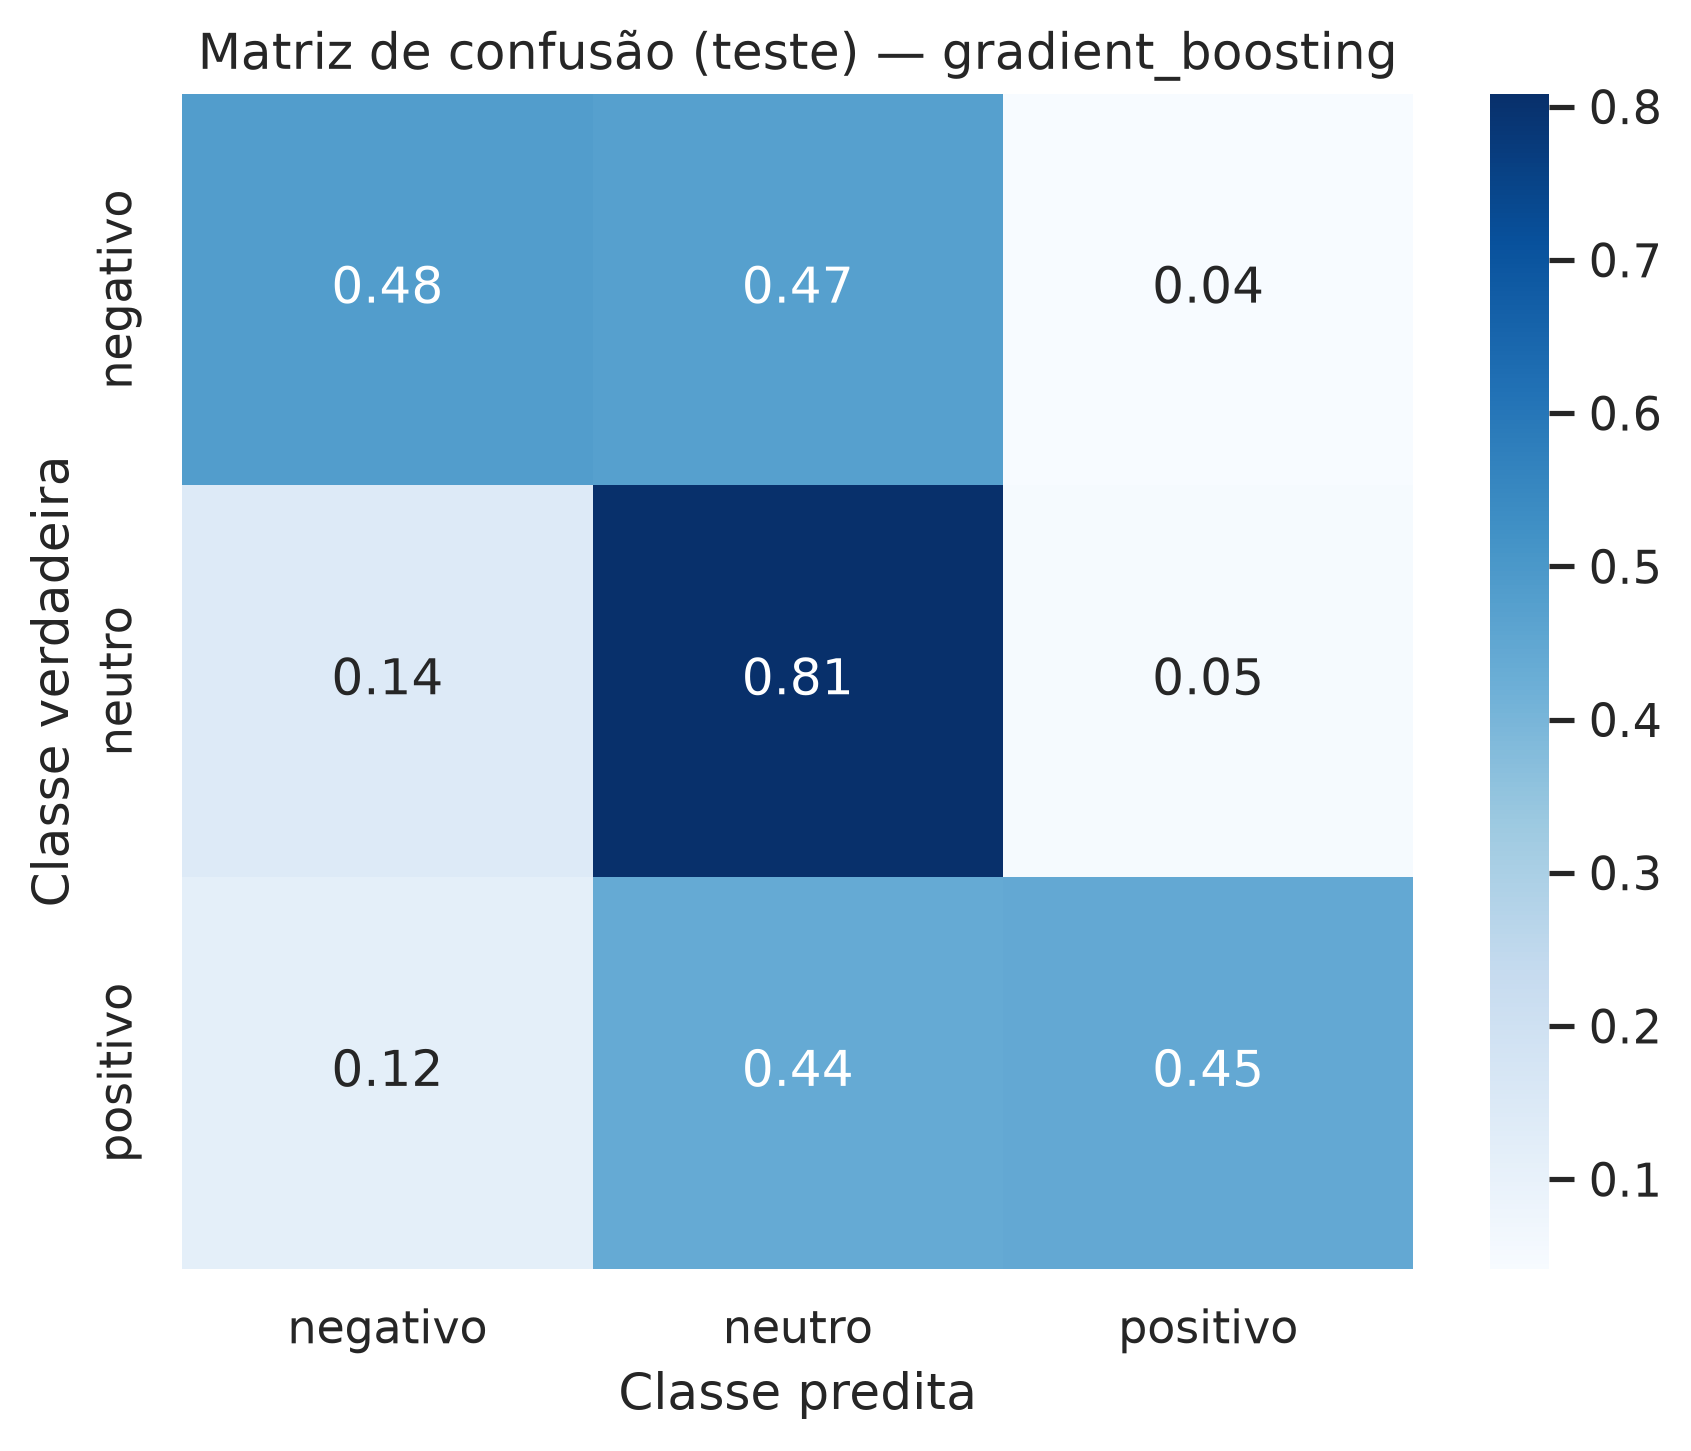 Matriz de confusão (teste) — gradient_boosting
Classe verdadeira
negativo
0.48 0.47 0.04
neutro
0.14 0.81 0.05
positivo
0.12 0.44 0.45
negativo neutro positivo
Classe predita
0.8
0.7
0.6
0.5
0.4
0.3
0.2
0.1